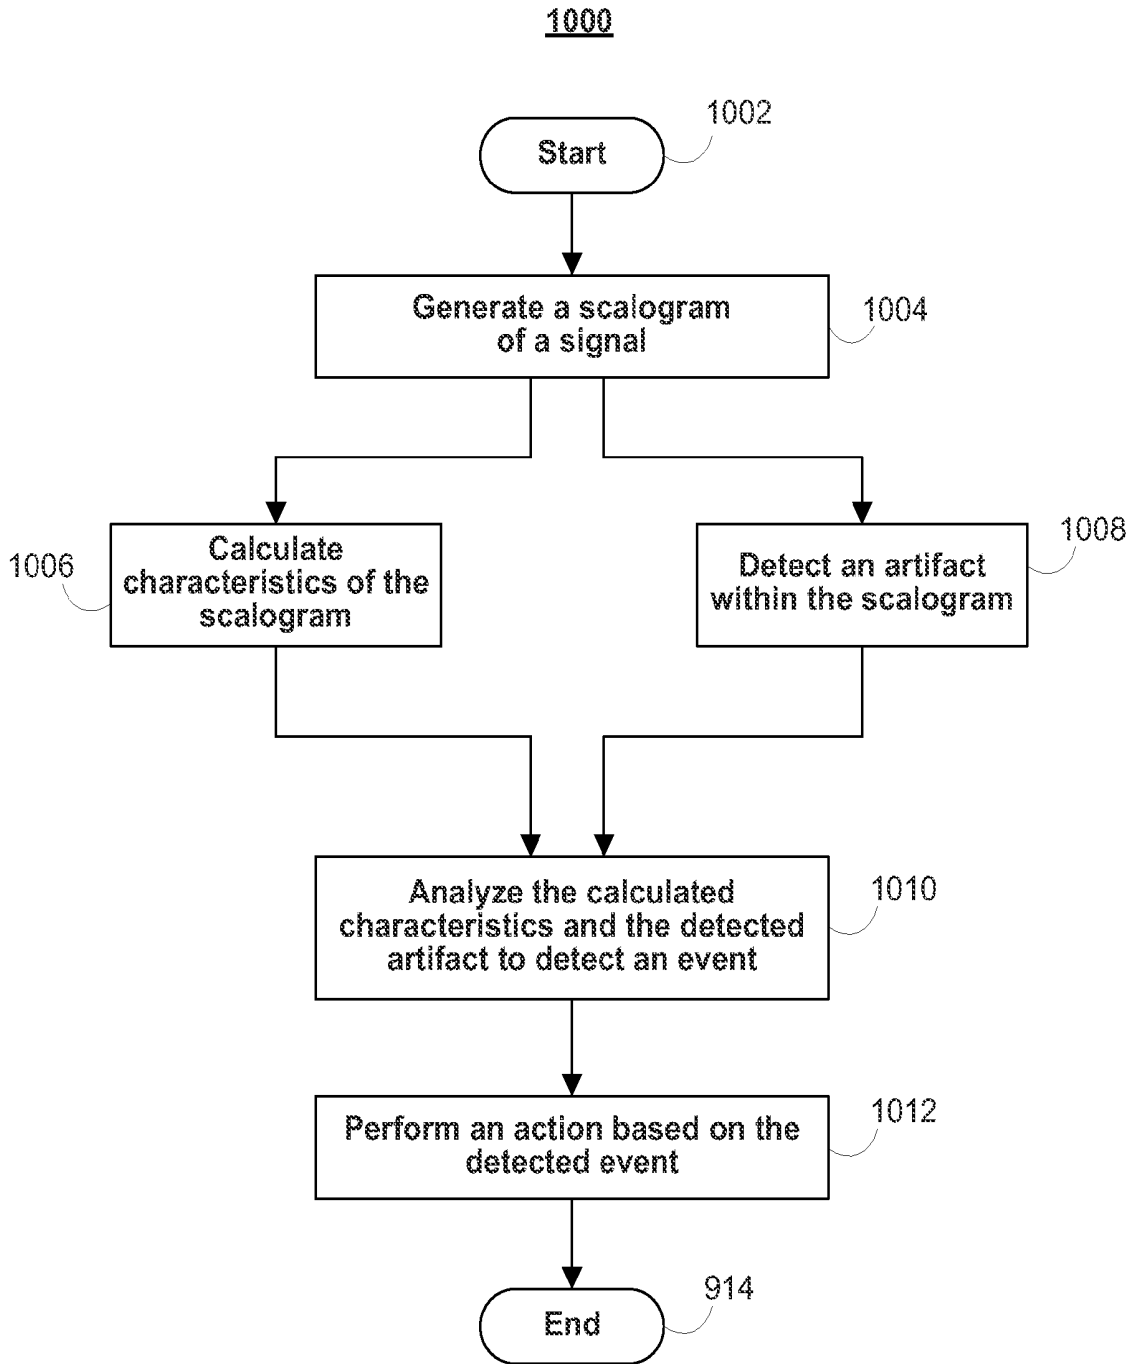 1000
1002
Start
Generate a scalogram
of a signal
1004
Calculate
characteristics of the
scalogram
1006
Detect an artifact
within the scalogram
1008
Analyze the calculated
characteristics and the detected
artifact to detect an event
1010
Perform an action based on the
detected event
1012
End
914